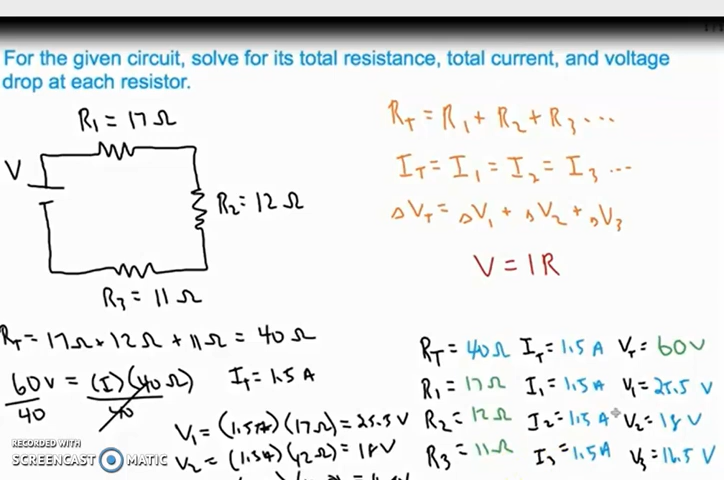 For the given circuit, solve for its total resistance, total current, and voltage
drop at each resistor.
R₁ = 17 Ω
V
R₂ = 12 Ω
R₃ = 11 Ω
R_T = R₁ + R₂ + R₃ ...
I_T = I₁ = I₂ = I₃ ...
ΔV_T = ΔV₁ + ΔV₂ + ΔV₃
V = IR
R_T = 17Ω + 12Ω + 11Ω = 40Ω
60V = (I)(40Ω) I_T = 1.5 A
40 40
V₁ = (1.5A)(17Ω) = 25.5 V
V₂ = (1.5A)(12Ω) = 18V
R_T = 40Ω I_T = 1.5 A V_T = 60V
R₁ = 17Ω I₁ = 1.5A V₁ = 25.5 V
R₂ = 12Ω I₂ = 1.5A V₂ = 18 V
R₃ = 11Ω I₃ = 1.5A V₃ = 16.5 V
RECORDED WITH
SCREENCAST MATIC